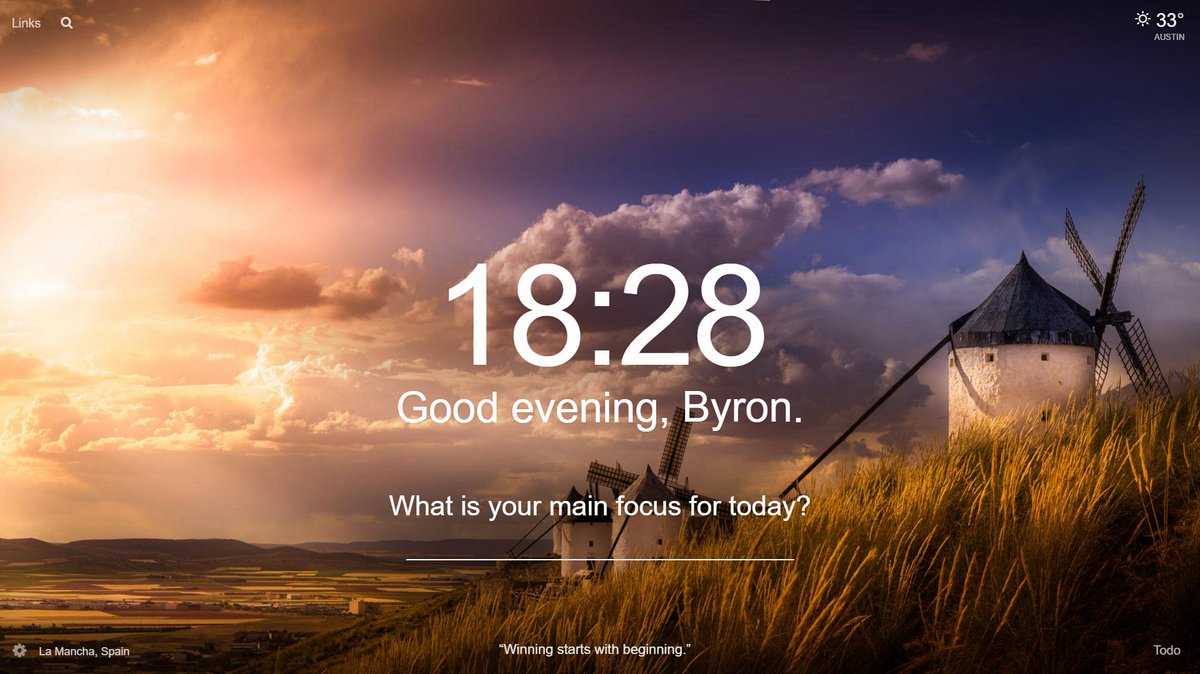 Links
33°
AUSTIN
18:28
Good evening, Byron.
What is your main focus for today?
“Winning starts with beginning.”
La Mancha, Spain
Todo